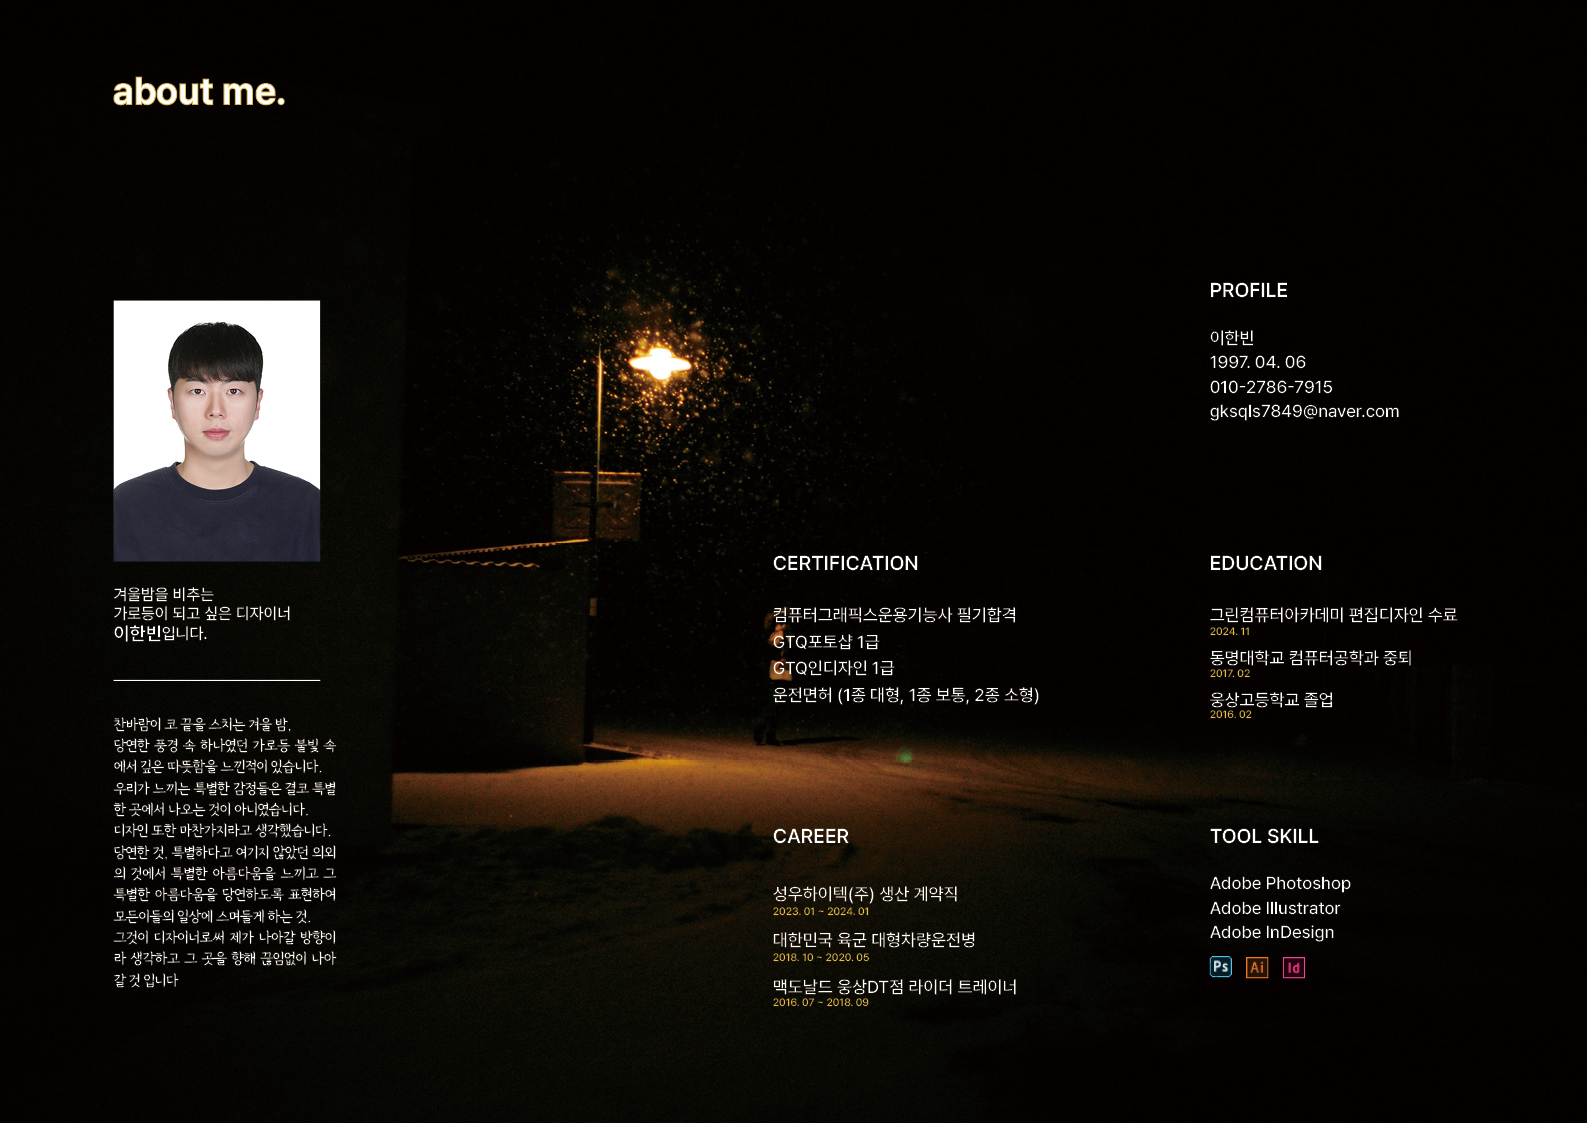 about me.
겨울밤을 비추는
가로등이 되고 싶은 디자이너
이한빈입니다.
찬바람이 코 끝을 스치는 겨울 밤,
당연한 풍경 속 하나였던 가로등 불빛 속
에서 깊은 따뜻함을 느낀적이 있습니다.
우리가 느끼는 특별한 감정들은 결코 특별
한 곳에서 나오는 것이 아니였습니다.
디자인 또한 마찬가지라고 생각했습니다.
당연한 것, 특별하다고 여기지 않았던 의외
의 것에서 특별한 아름다움을 느끼고 그
특별한 아름다움을 당연하도록 표현하여
모든이들의 일상에 스며들게 하는 것.
그것이 디자이너로써 제가 나아갈 방향이
라 생각하고 그 곳을 향해 끊임없이 나아
갈 것 입니다
CERTIFICATION
컴퓨터그래픽스운용기능사 필기합격
GTQ포토샵 1급
GTQ인디자인 1급
운전면허 (1종 대형, 1종 보통, 2종 소형)
CAREER
성우하이텍(주) 생산 계약직
2023. 01 ~ 2024. 01
대한민국 육군 대형차량운전병
2018. 10 ~ 2020. 05
맥도날드 웅상DT점 라이더 트레이너
2016. 07 ~ 2018. 09
PROFILE
이한빈
1997. 04. 06
010-2786-7915
gksqls7849@naver.com
EDUCATION
그린컴퓨터아카데미 편집디자인 수료
2024. 11
동명대학교 컴퓨터공학과 중퇴
2017. 02
웅상고등학교 졸업
2016. 02
TOOL SKILL
Adobe Photoshop
Adobe Illustrator
Adobe InDesign
Ps Ai Id